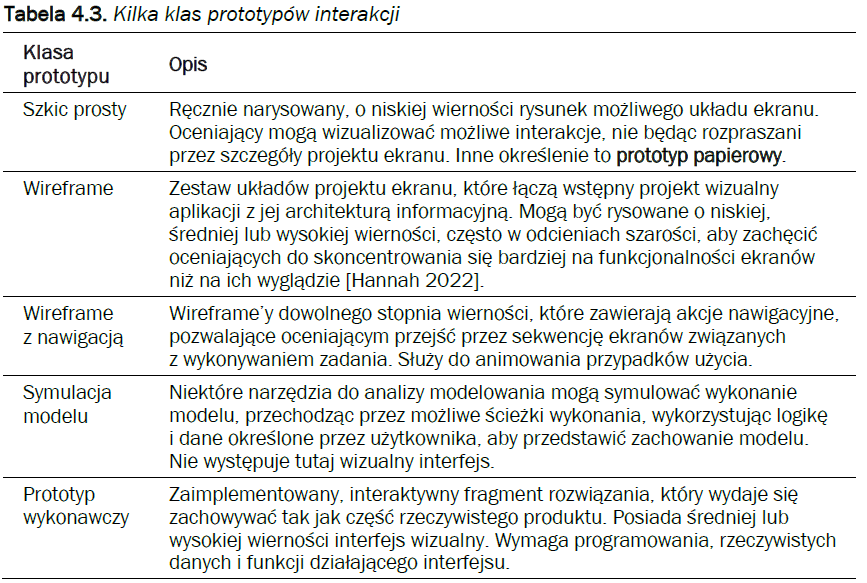 Tabela 4.3. Kilka klas prototypów interakcji
Klasa
prototypu
Opis
Szkic prosty
Ręcznie narysowany, o niskiej wierności rysunek możliwego układu ekranu.
Oceniający mogą wizualizować możliwe interakcje, nie będąc rozpraszani
przez szczegóły projektu ekranu. Inne określenie to prototyp papierowy.
Wireframe
Zestaw układów projektu ekranu, które łączą wstępny projekt wizualny
aplikacji z jej architekturą informacyjną. Mogą być rysowane o niskiej,
średniej lub wysokiej wierności, często w odcieniach szarości, aby zachęcić
oceniających do skoncentrowania się bardziej na funkcjonalności ekranów
niż na ich wyglądzie [Hannah 2022].
Wireframe
z nawigacją
Wireframe’y dowolnego stopnia wierności, które zawierają akcje nawigacyjne,
pozwalające oceniającym przejść przez sekwencję ekranów związanych
z wykonywaniem zadania. Służy do animowania przypadków użycia.
Symulacja
modelu
Niektóre narzędzia do analizy modelowania mogą symulować wykonanie
modelu, przechodząc przez możliwe ścieżki wykonania, wykorzystując logikę
i dane określone przez użytkownika, aby przedstawić zachowanie modelu.
Nie występuje tutaj wizualny interfejs.
Prototyp
wykonawczy
Zaimplementowany, interaktywny fragment rozwiązania, który wydaje się
zachowywać tak jak część rzeczywistego produktu. Posiada średniej lub
wysokiej wierności interfejs wizualny. Wymaga programowania, rzeczywistych
danych i funkcji działającego interfejsu.